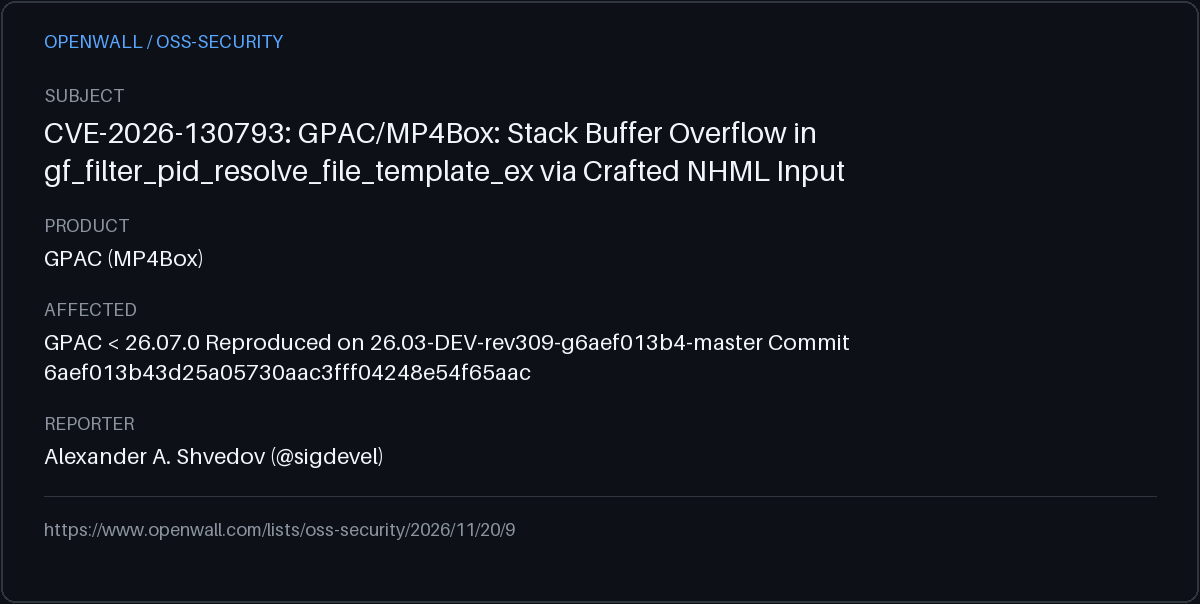 OPENWALL / OSS-SECURITY
SUBJECT
CVE-2026-130793: GPAC/MP4Box: Stack Buffer Overflow in
gf_filter_pid_resolve_file_template_ex via Crafted NHML Input
PRODUCT
GPAC (MP4Box)
AFFECTED
GPAC < 26.07.0 Reproduced on 26.03-DEV-rev309-g6aef013b4-master Commit
6aef013b43d25a05730aac3fff04248e54f65aac
REPORTER
Alexander A. Shvedov (@sigdevel)
https://www.openwall.com/lists/oss-security/2026/11/20/9